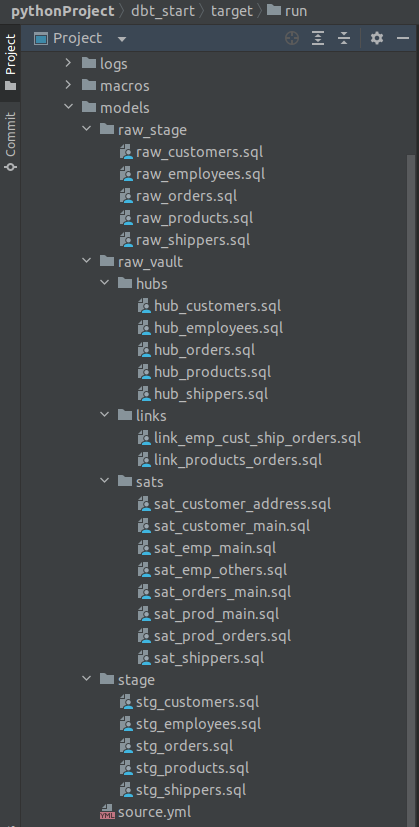 pythonProject dbt_start target run
Project
Project
Commit
logs
macros
models
raw_stage
raw_customers.sql
raw_employees.sql
raw_orders.sql
raw_products.sql
raw_shippers.sql
raw_vault
hubs
hub_customers.sql
hub_employees.sql
hub_orders.sql
hub_products.sql
hub_shippers.sql
links
link_emp_cust_ship_orders.sql
link_products_orders.sql
sats
sat_customer_address.sql
sat_customer_main.sql
sat_emp_main.sql
sat_emp_others.sql
sat_orders_main.sql
sat_prod_main.sql
sat_prod_orders.sql
sat_shippers.sql
stage
stg_customers.sql
stg_employees.sql
stg_orders.sql
stg_products.sql
stg_shippers.sql
YML source.yml